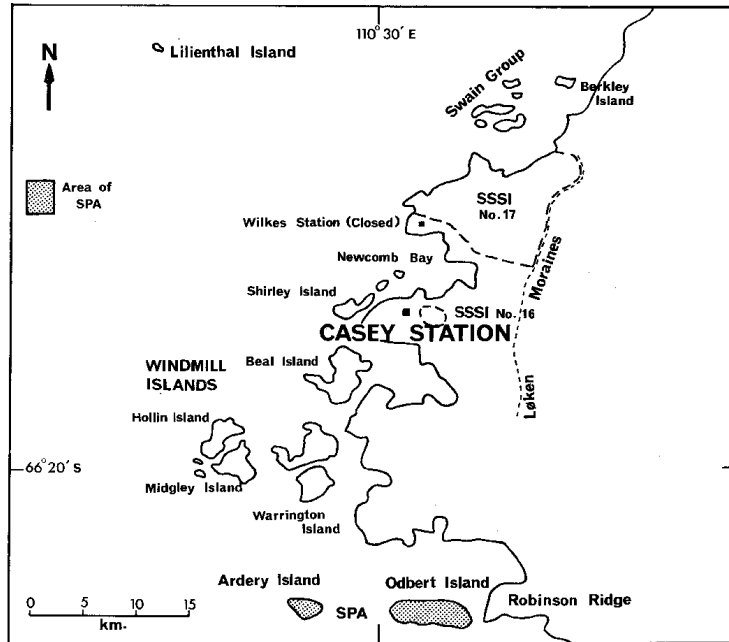 110° 30' E
Lilienthal Island
N
Swain Group
Berkley
Island
Area of
SPA
SSSI
No. 17
Wilkes Station (Closed)
Moraines
Newcomb Bay
Shirley Island
SSSI No. 16
CASEY STATION
Beal Island
WINDMILL
ISLANDS
Løken
Hollin Island
66° 20' S
Midgley Island
Warrington
Island
Ardery Island
Odbert Island
SPA
Robinson Ridge
0 5 10 15
km.